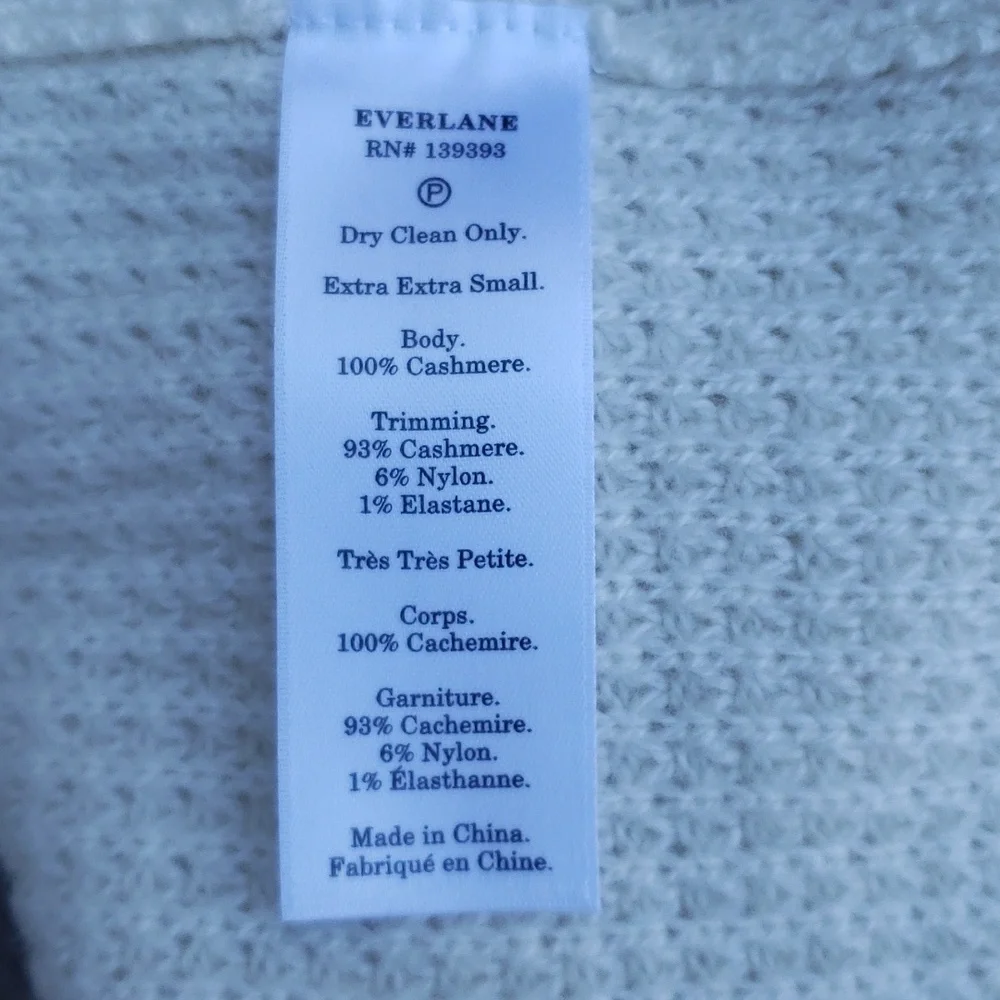 EVERLANE
RN# 139393
Ⓟ
Dry Clean Only.
Extra Extra Small.
Body.
100% Cashmere.
Trimming.
93% Cashmere.
6% Nylon.
1% Elastane.
Très Très Petite.
Corps.
100% Cachemire.
Garniture.
93% Cachemire.
6% Nylon.
1% Élasthanne.
Made in China.
Fabriqué en Chine.